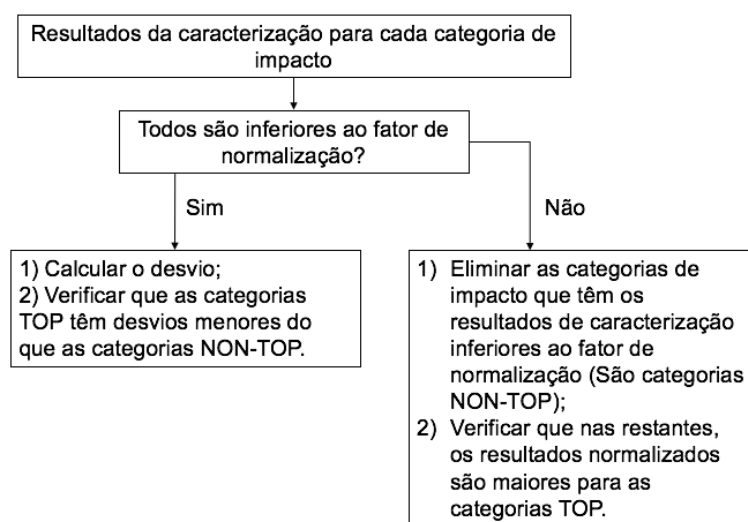 Resultados da caracterização para cada categoria de
impacto
Todos são inferiores ao fator de
normalização?
Sim
Não
1) Calcular o desvio;
2) Verificar que as categorias
TOP têm desvios menores do
que as categorias NON-TOP.
1) Eliminar as categorias de
impacto que têm os
resultados de caracterização
inferiores ao fator de
normalização (São categorias
NON-TOP);
2) Verificar que nas restantes,
os resultados normalizados
são maiores para as
categorias TOP.